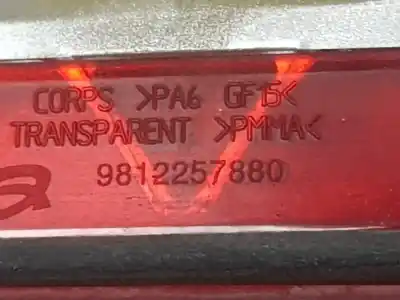 CORPS >PA6 GF15<
TRANSPARENT >PMMA<
9812257880